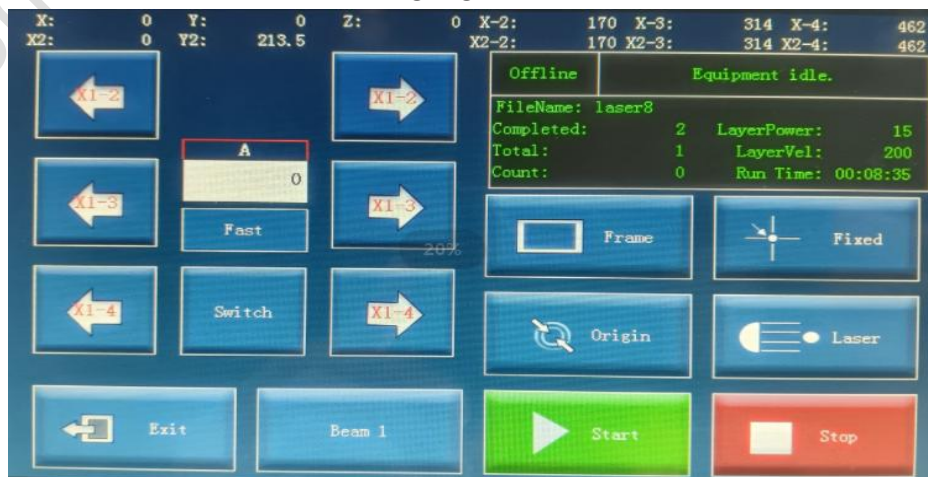 X: 0 Y: 0 Z: 0 X-2: 170 X-3: 314 X-4: 462
X2: 0 Y2: 213.5 X2-2: 170 X2-3: 314 X2-4: 462
Offline Equipment idle.
X1-2 X1-2
FileName: laser8
Completed: 2 LayerPower: 15
Total: 1 LayerVel: 200
Count: 0 Run Time: 00:08:35
A
0
X1-3 X1-3
Fast
20%
Frame Fixed
X1-4 Switch X1-4
Origin Laser
Exit Beam 1 Start Stop